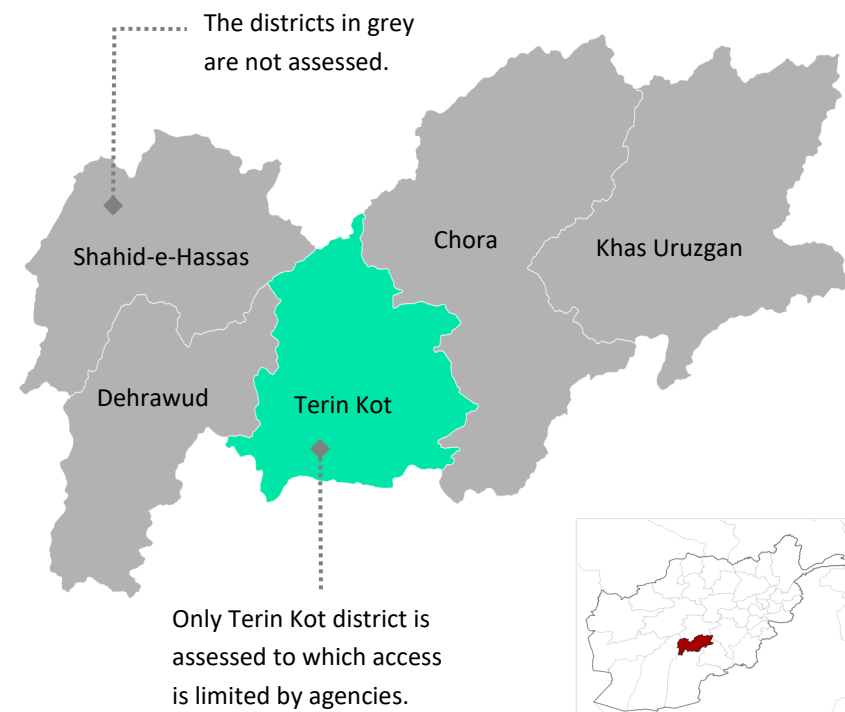 The districts in grey
are not assessed.
Chora
Khas Uruzgan
Shahid-e-Hassas
Dehrawud
Terin Kot
Only Terin Kot district is
assessed to which access
is limited by agencies.